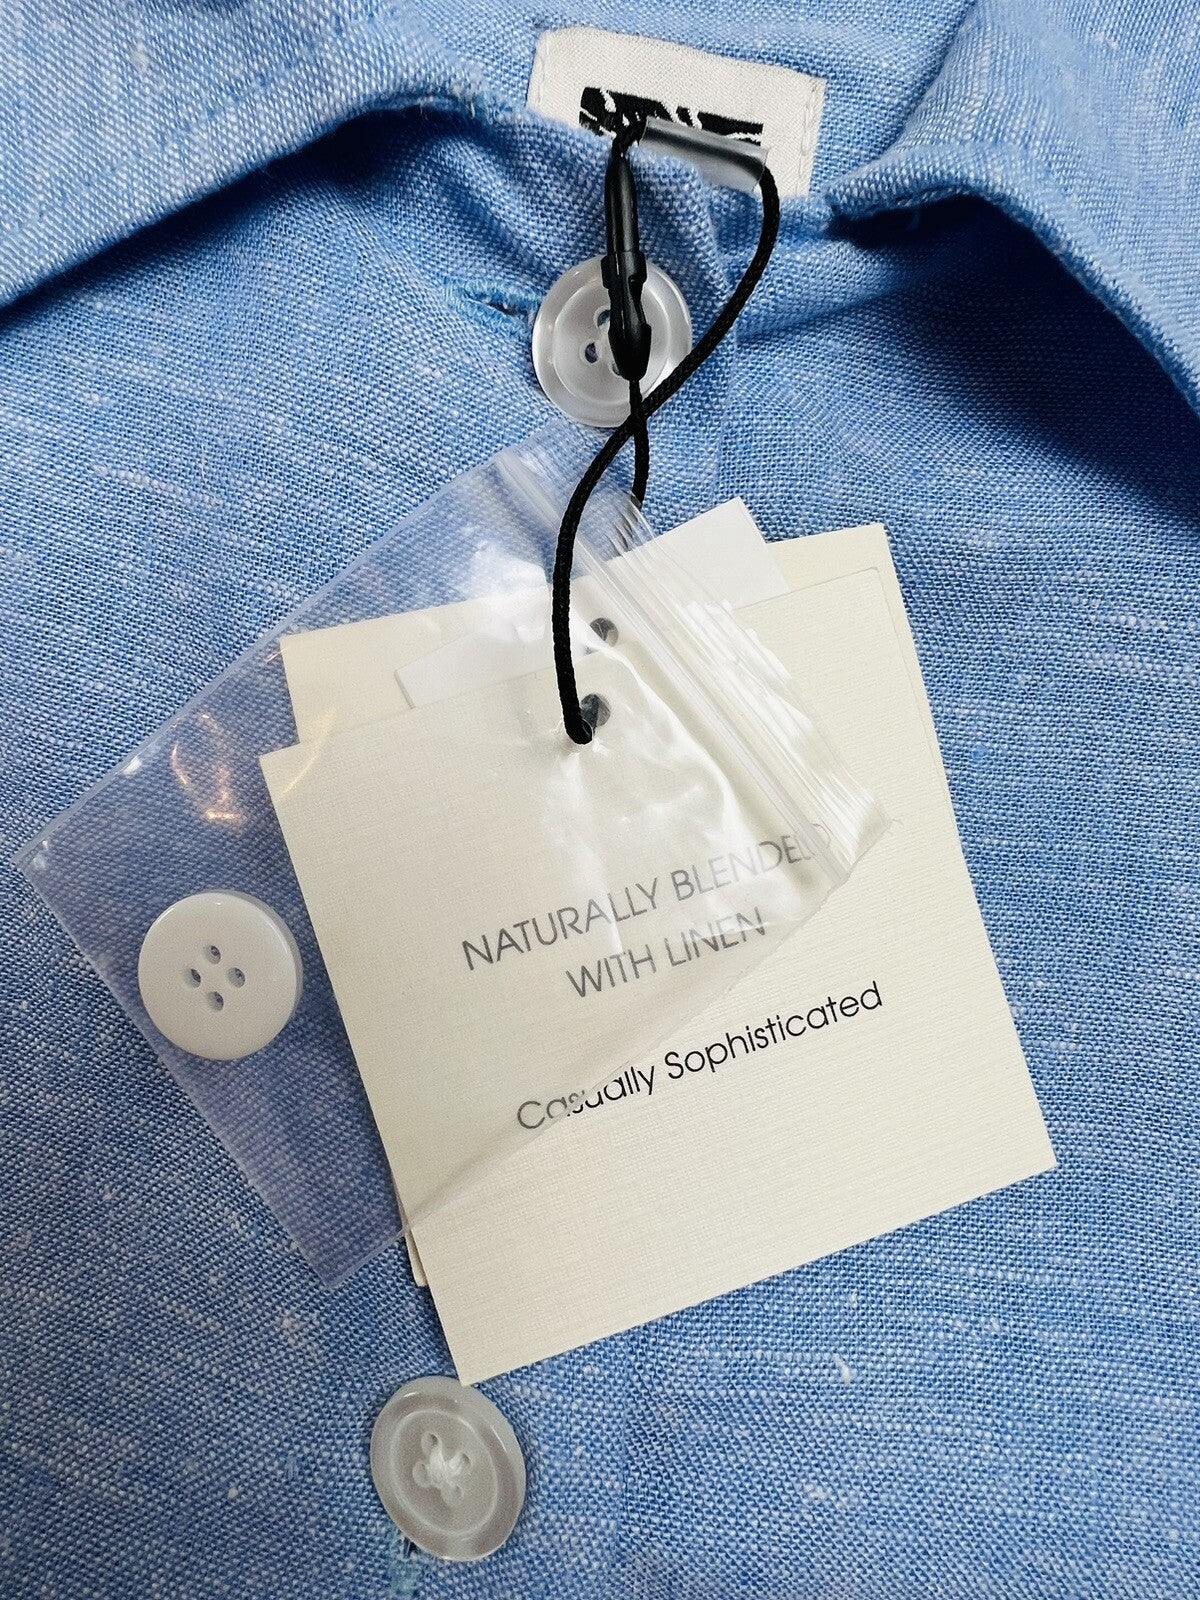 NATURALLY BLENDED
WITH LINEN
Casually Sophisticated